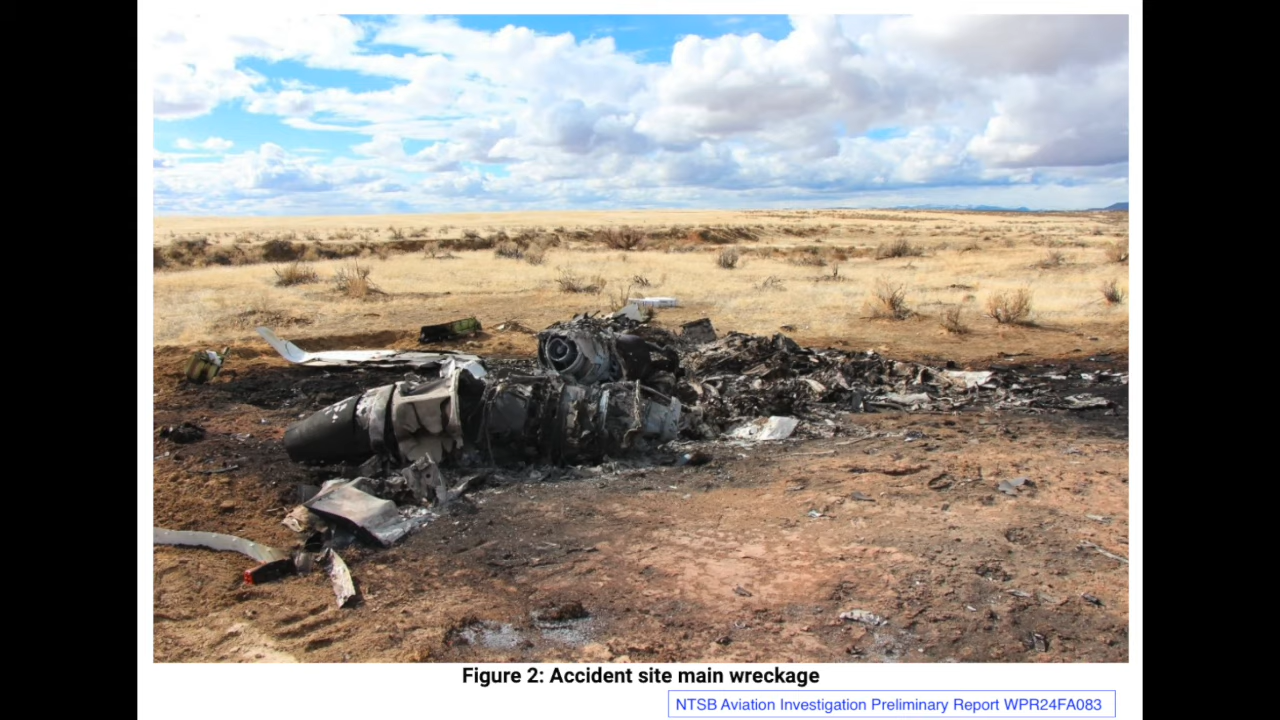 Figure 2: Accident site main wreckage
NTSB Aviation Investigation Preliminary Report WPR24FA083